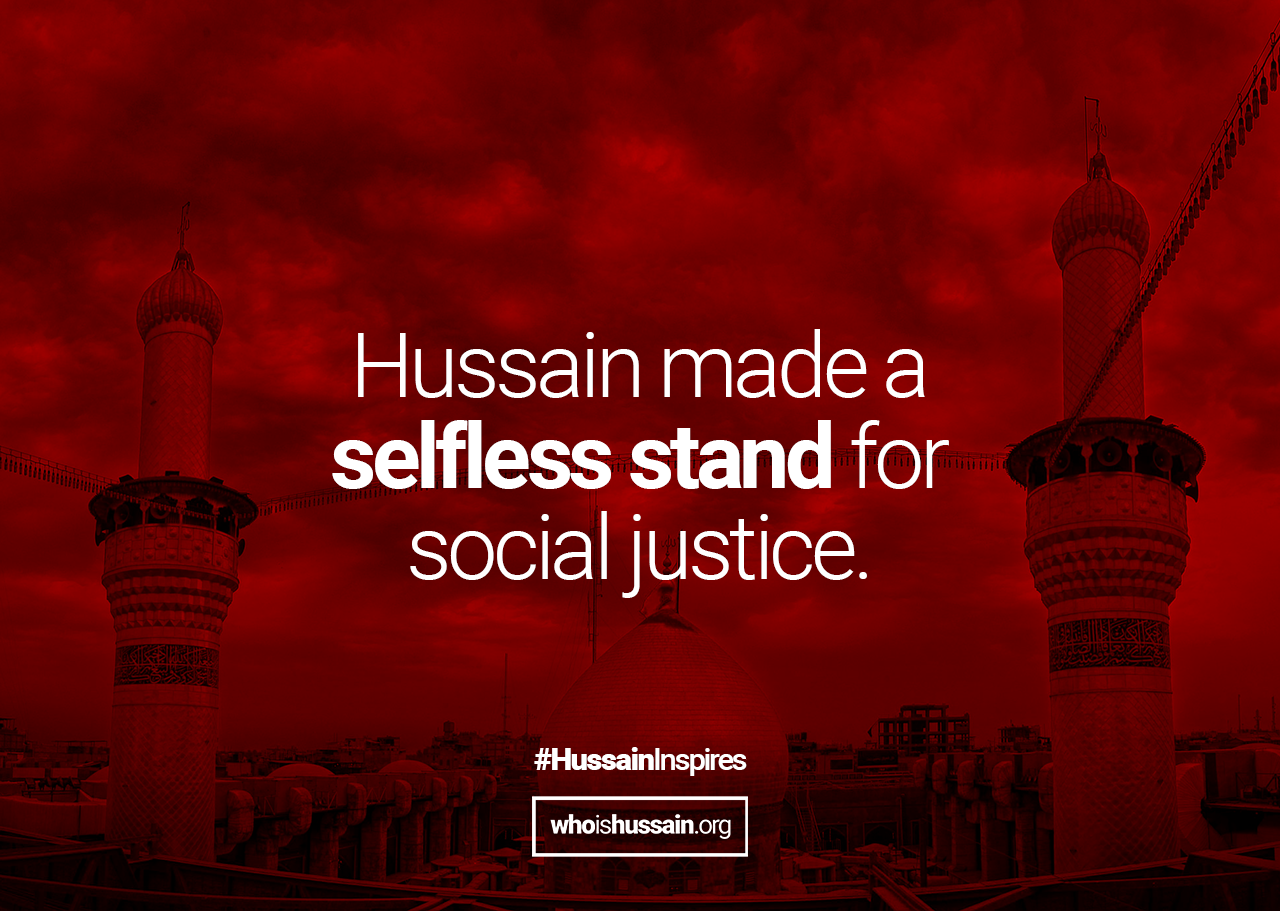 Hussain made a
selfless stand for
social justice.
#HussainInspires
whoishussain.org